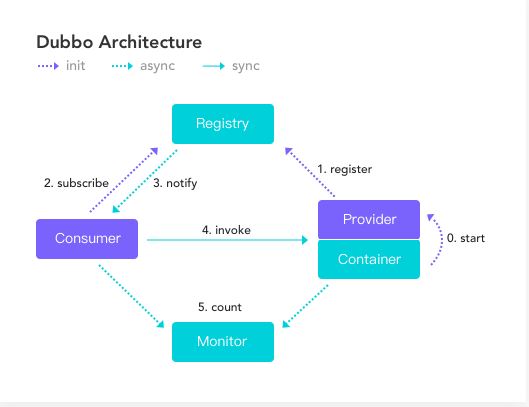 Dubbo Architecture
init async sync
Registry
1. register
2. subscribe 3. notify
Provider
Consumer
4. invoke
0. start
Container
5. count
Monitor